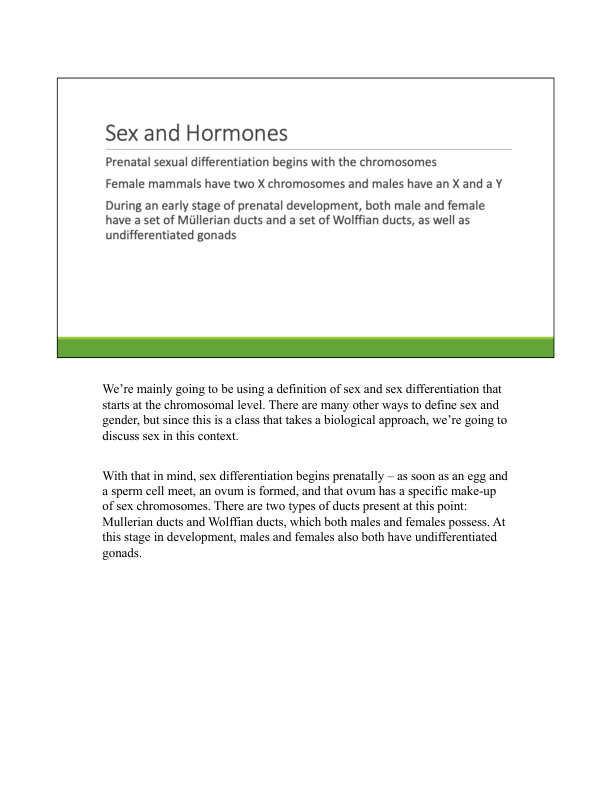 Sex and Hormones
Prenatal sexual differentiation begins with the chromosomes
Female mammals have two X chromosomes and males have an X and a Y
During an early stage of prenatal development, both male and female
have a set of Müllerian ducts and a set of Wolffian ducts, as well as
undifferentiated gonads
We’re mainly going to be using a definition of sex and sex differentiation that
starts at the chromosomal level. There are many other ways to define sex and
gender, but since this is a class that takes a biological approach, we’re going to
discuss sex in this context.
With that in mind, sex differentiation begins prenatally – as soon as an egg and
a sperm cell meet, an ovum is formed, and that ovum has a specific make-up
of sex chromosomes. There are two types of ducts present at this point:
Mullerian ducts and Wolffian ducts, which both males and females possess. At
this stage in development, males and females also both have undifferentiated
gonads.